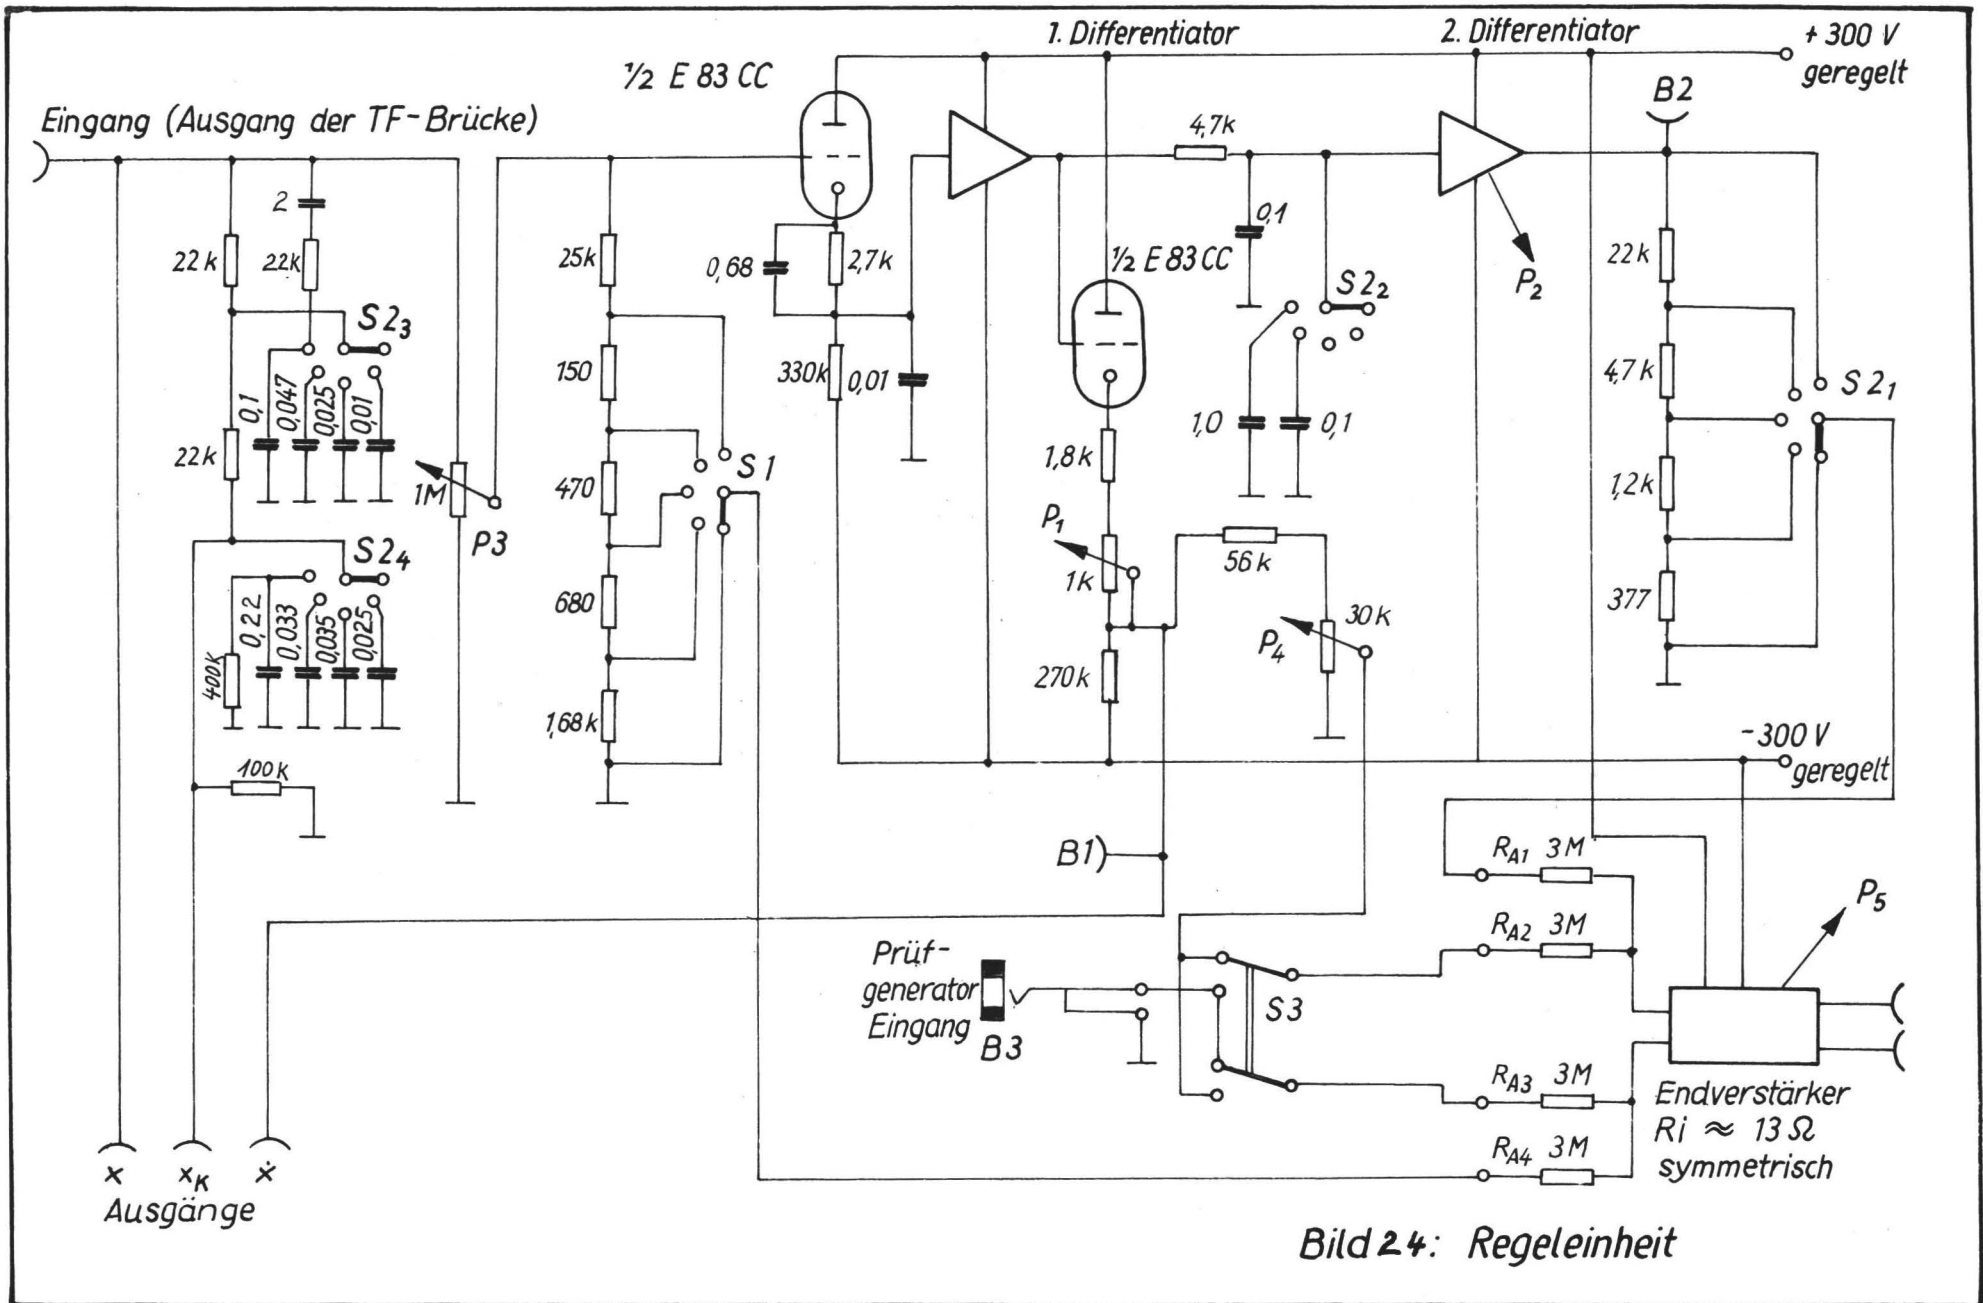 1. Differentiator
2. Differentiator
+ 300 V
geregelt
½ E 83 CC
B2
Eingang (Ausgang der TF-Brücke)
4,7k
2
22k
22k
25k
0,68
2,7k
0,1
½ E 83 CC
P2
22k
S2₃
S2₂
150
330k
0,01
4,7k
S2₁
0,1
0,047
0,025
0,01
22k
1M
P3
470
S1
1,8k
1,0
0,1
1,2k
S2₄
P₁
1k
56k
400k
0,22
0,033
0,035
0,025
680
P₄
30k
377
270k
1,68k
100k
-300 V
geregelt
B1
R_A1 3M
P₅
R_A2 3M
Prüf-
generator
Eingang
B3
S3
R_A3 3M
Endverstärker
Ri ≈ 13 Ω
symmetrisch
R_A4 3M
x
x_K
ẋ
Ausgänge
Bild 24: Regeleinheit